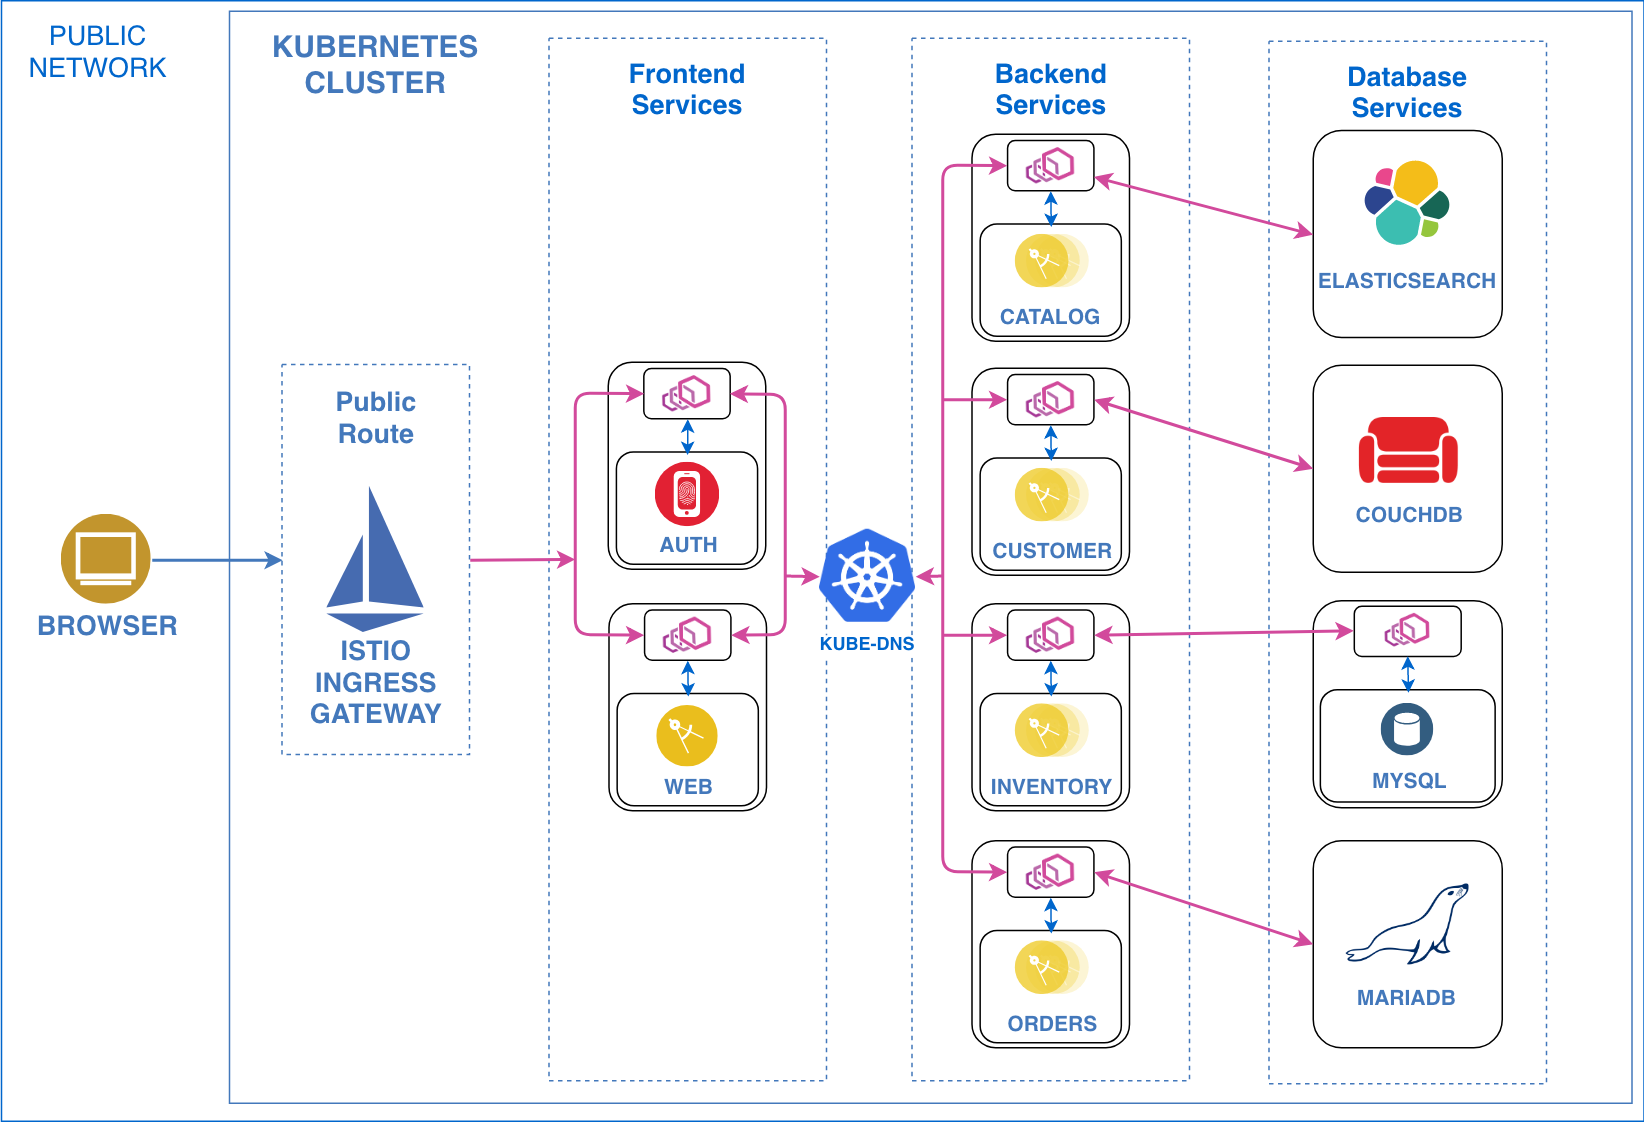 PUBLIC
NETWORK
KUBERNETES
CLUSTER
Frontend
Services
Backend
Services
Database
Services
ELASTICSEARCH
CATALOG
Public
Route
AUTH
COUCHDB
CUSTOMER
BROWSER
ISTIO
INGRESS
GATEWAY
KUBE-DNS
WEB
INVENTORY
MYSQL
ORDERS
MARIADB